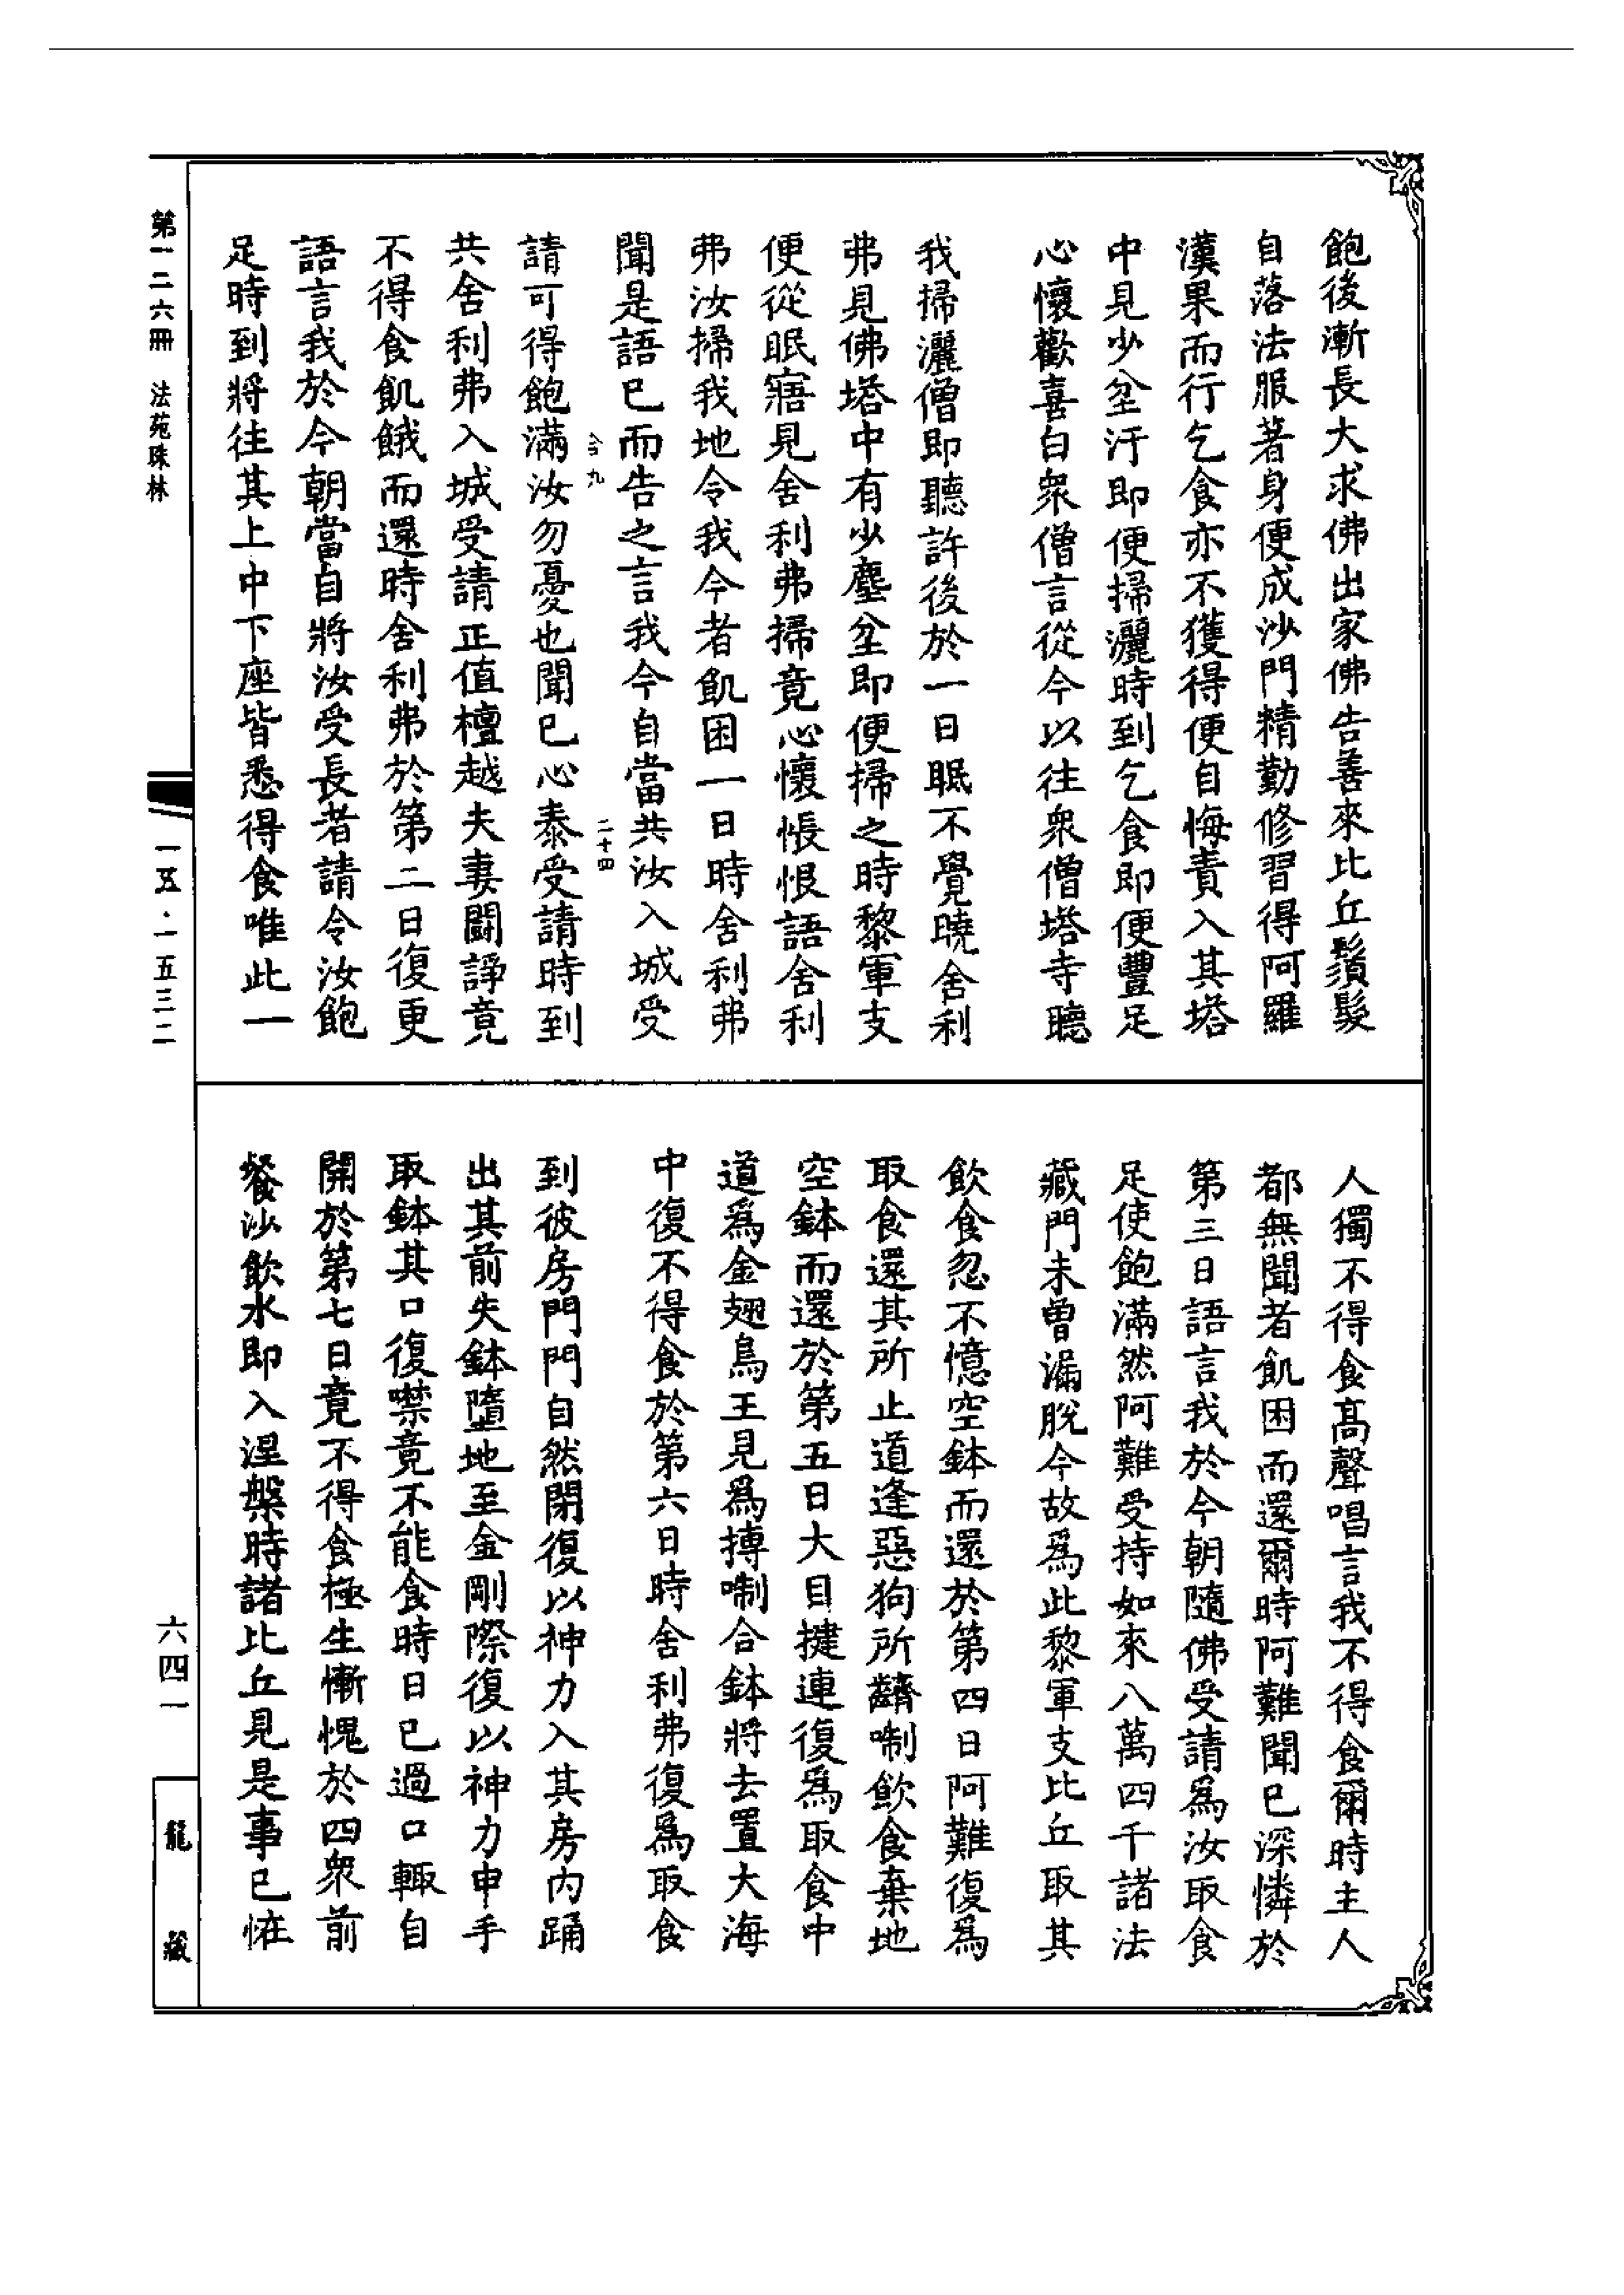 飽後漸長大求佛出家佛告善來比丘鬚髮
自落法服著身便成沙門精勤修習得阿羅
漢果而行乞食亦不獲得便自悔責入其塔
中見少坌汙即便掃灑時到乞食即便豐足
心懷歡喜白衆僧言從今以往衆僧塔寺聽
我掃灑僧即聽許後於一日眠不覺曉舍利
弗見佛塔中有少塵坌即便掃之時黎軍支
便從眠寤見舍利弗掃竟心懷悵恨語舍利
弗汝掃我地令我今者飢困一日時舍利弗
聞是語已而告之言我今自當共汝入城受
合九
二十四
請可得飽滿汝勿憂也聞已心泰受請時到
共舍利弗入城受請正值檀越夫妻鬪諍竟
不得食飢餓而還時舍利弗於第二日復更
語言我於今朝當自將汝受長者請令汝飽
足時到將往其上中下座皆悉得食唯此一
人獨不得食高聲唱言我不得食爾時主人
都無聞者飢困而還爾時阿難聞已深憐於
第三日語言我於今朝隨佛受請為汝取食
足使飽滿然阿難受持如來八萬四千諸法
藏門未曾漏脫今故為此黎軍支比丘取其
飲食忽不憶空鉢而還於第四日阿難復為
取食還其所止道逢惡狗所齰啣飲食棄地
空鉢而還於第五日大目揵連復為取食中
道為金翅鳥王見為搏啣合鉢將去置大海
中復不得食於第六日時舍利弗復為取食
到彼房門門自然閉復以神力入其房內踊
出其前失鉢墮地至金剛際復以神力申手
取鉢其口復噤竟不能食時日已過口輙自
開於第七日竟不得食極生慚愧於四衆前
餐沙飲水即入涅槃時諸比丘見是事已恠
第一二六冊　法苑珠林
一五五·一五三二
六四一
龍藏